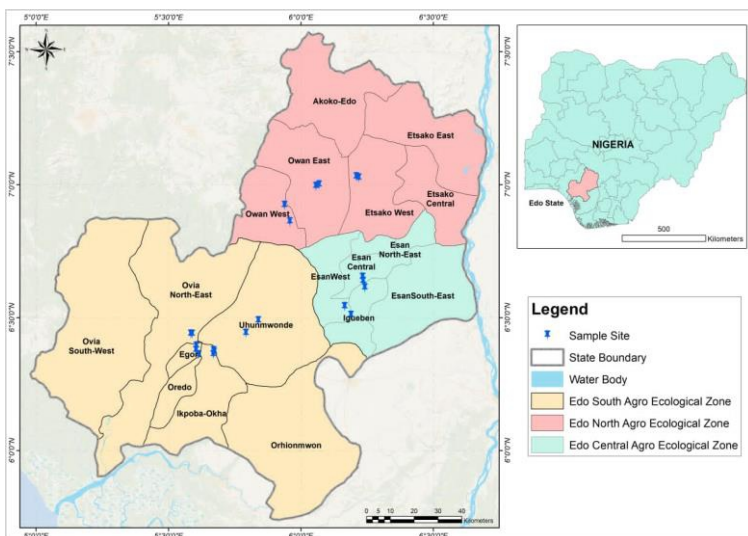 5°0'0"E
5°30'0"E
6°0'0"E
6°30'0"E
7°30'0"N
7°0'0"N
6°30'0"N
6°0'0"N
Akoko-Edo
Etsako East
Owan East
Etsako
Central
Owan West
Etsako West
Esan
North-East
Esan
Central
EsanWest
EsanSouth-East
Igueben
Ovia
North-East
Uhunmwonde
Ovia
South-West
Egor
Oredo
Ikpoba-Okha
Orhionmwon
0 5 10 20 30 40
Kilometers
5°0'0"E
5°30'0"E
6°0'0"E
6°30'0"E
NIGERIA
Edo State
500
Kilometers
Legend
Sample Site
State Boundary
Water Body
Edo South Agro Ecological Zone
Edo North Agro Ecological Zone
Edo Central Agro Ecological Zone